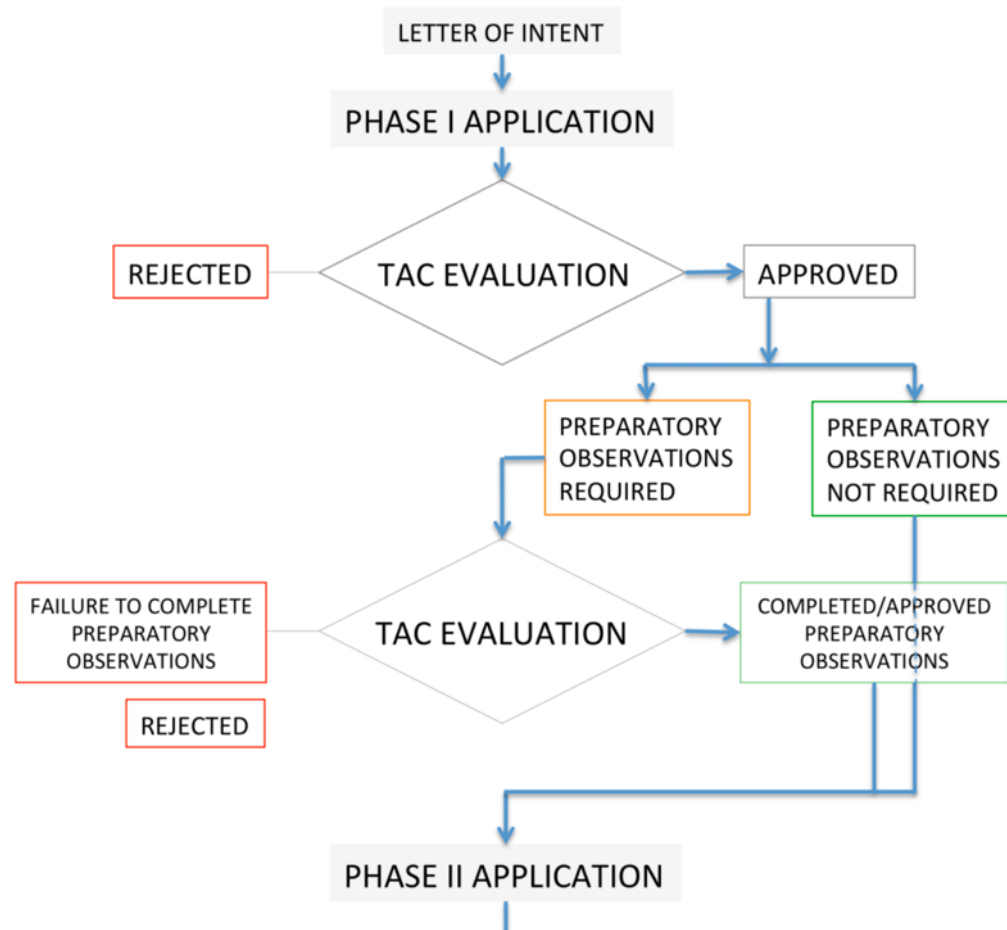 LETTER OF INTENT
PHASE I APPLICATION
REJECTED
TAC EVALUATION
APPROVED
PREPARATORY
OBSERVATIONS
REQUIRED
PREPARATORY
OBSERVATIONS
NOT REQUIRED
FAILURE TO COMPLETE
PREPARATORY
OBSERVATIONS
TAC EVALUATION
COMPLETED/APPROVED
PREPARATORY
OBSERVATIONS
REJECTED
PHASE II APPLICATION